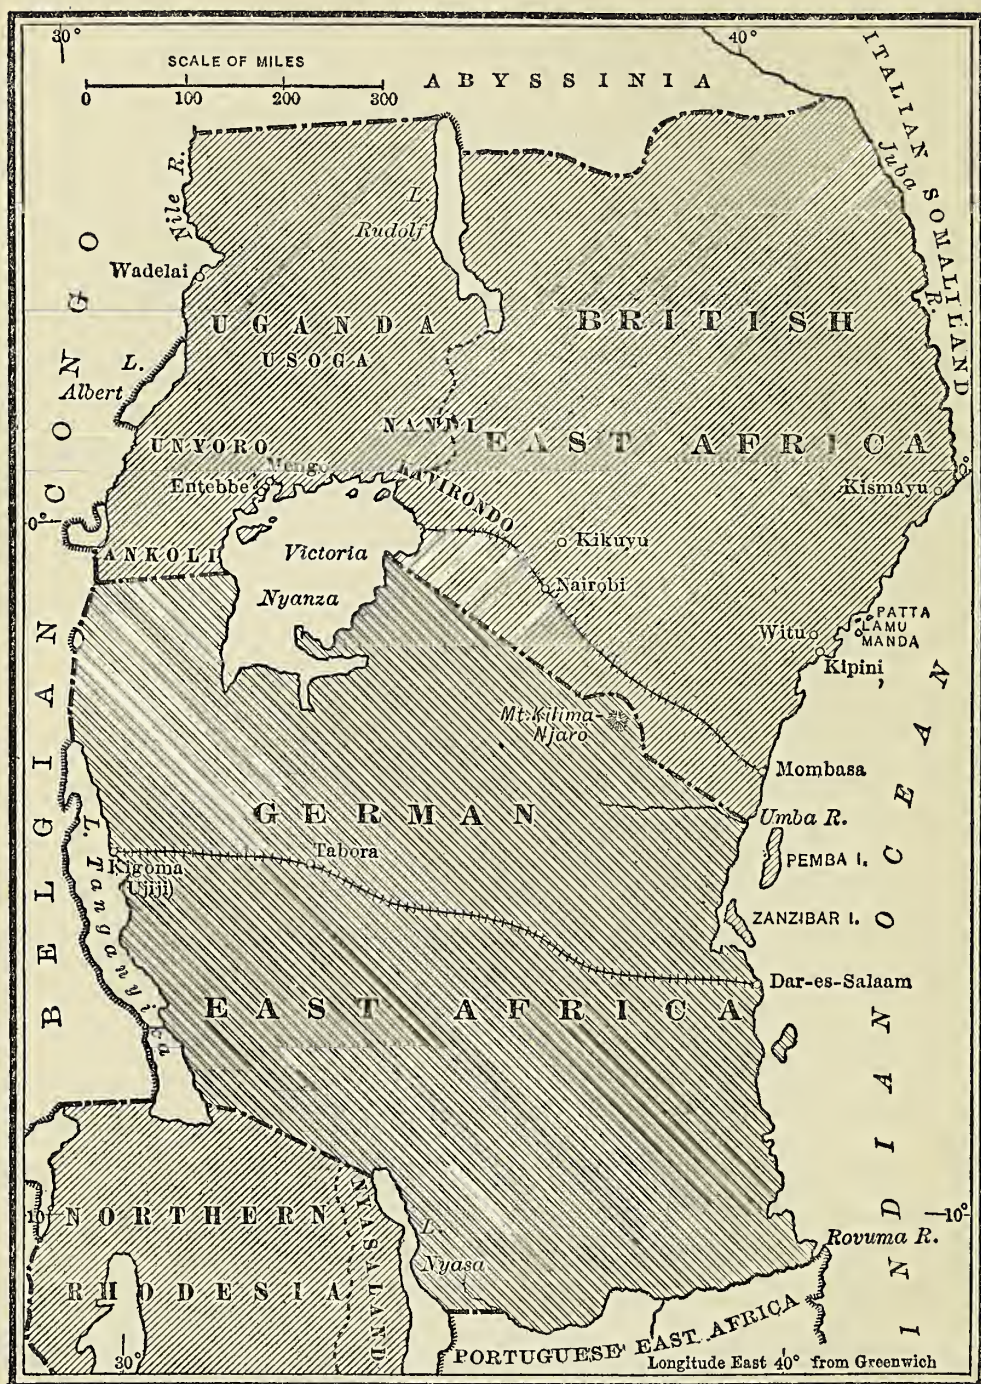 30°
40°
SCALE OF MILES
0 100 200 300
ABYSSINIA
ITALIAN SOMALILAND
Juba R.
Nile R.
L. Rudolf
Wadelai
UGANDA
USOGA
BRITISH
EAST AFRICA
L. Albert
NANDI
UNYORO
Mengo
Entebbe
KAVIRONDO
0°
0°
Kismayu
ANKOLI
Victoria
Nyanza
Kikuyu
Nairobi
PATTA
LAMU
MANDA
Witu
Kipini
Mt. Kilima-
Njaro
Mombasa
GERMAN
Umba R.
Tabora
PEMBA I.
Kigoma
Ujiji)
L. Tanganyica
ZANZIBAR I.
Dar-es-Salaam
EAST AFRICA
BELGIAN CONGO
INDIAN OCEAN
10°
NORTHERN
RHODESIA
NYASALAND
L.
Nyasa
10°
Rovuma R.
PORTUGUESE EAST AFRICA
30°
Longitude East 40° from Greenwich